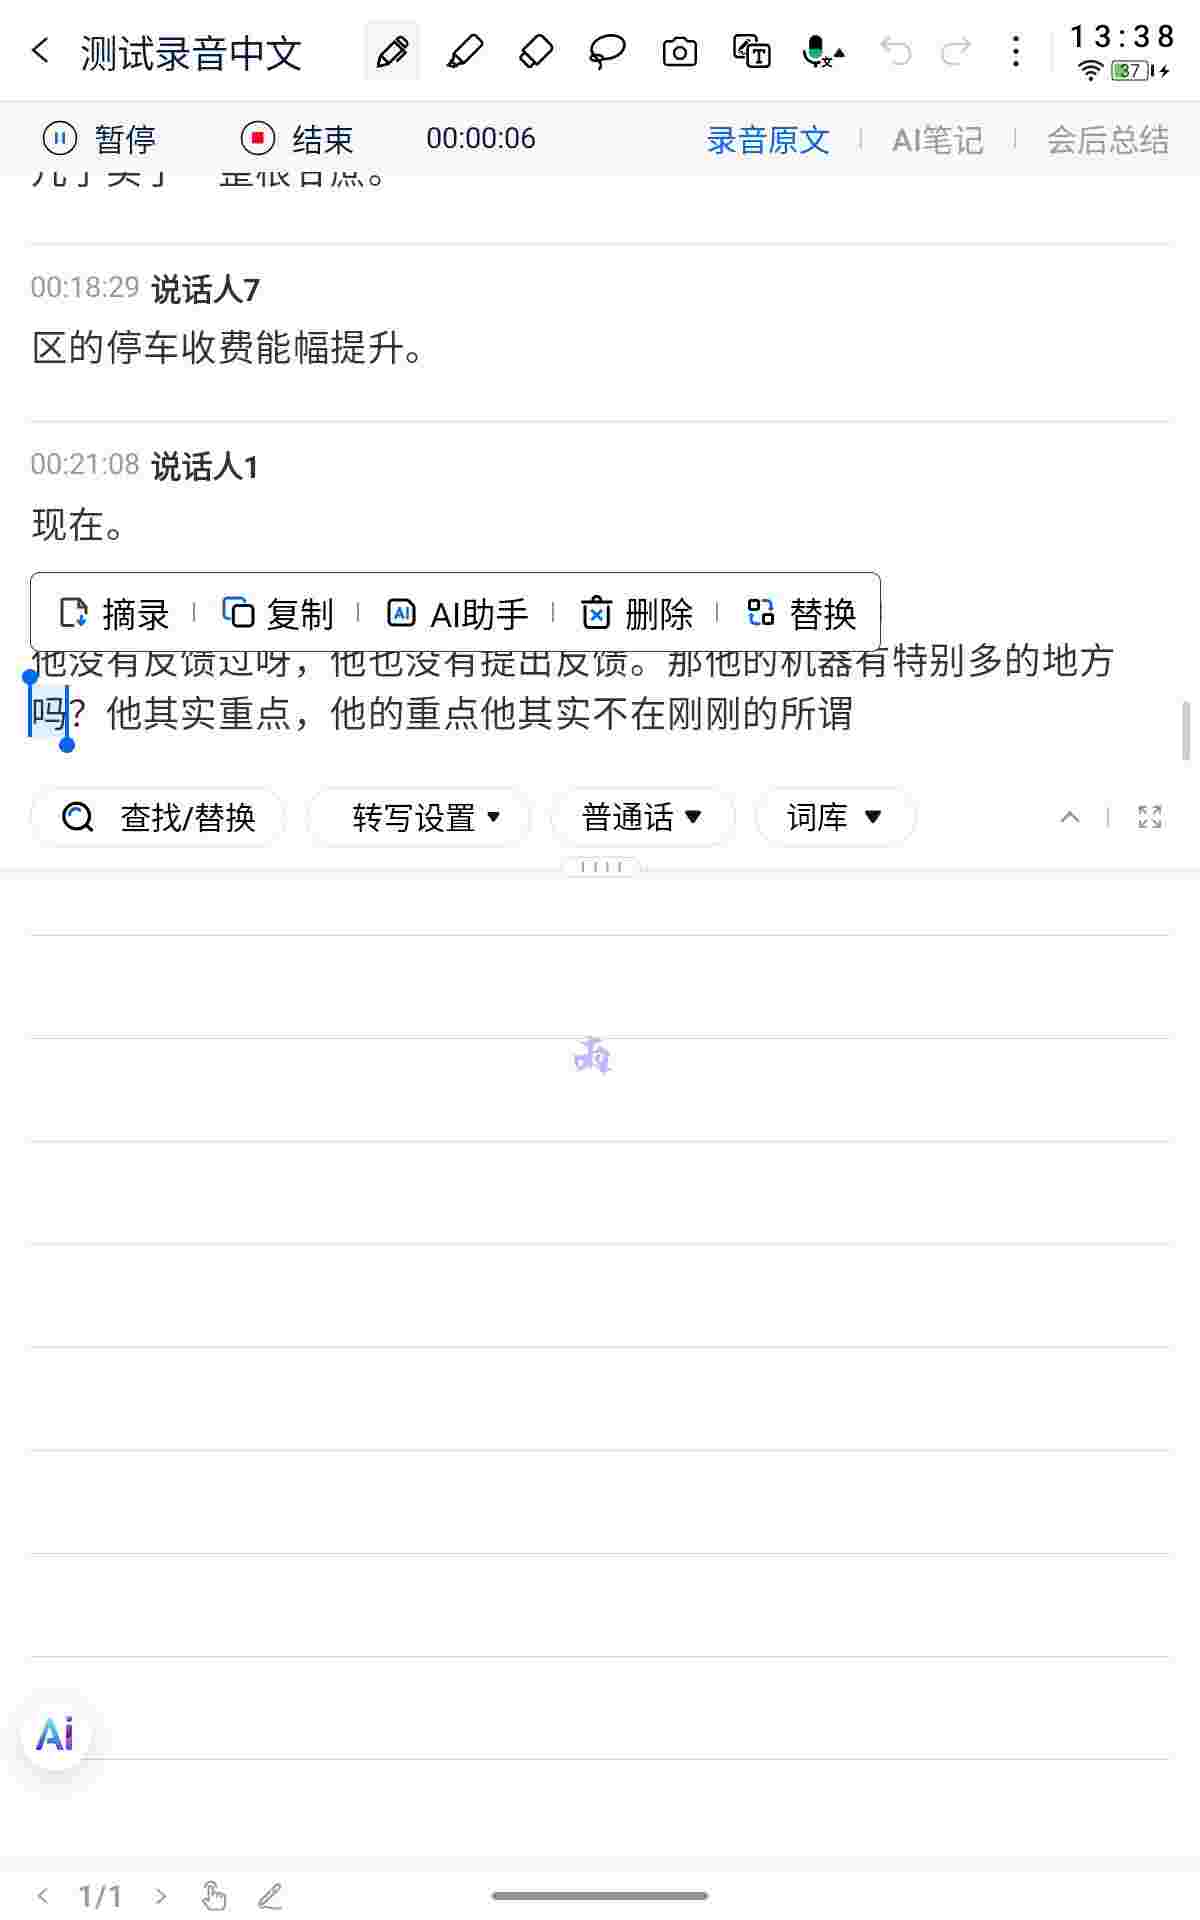 测试录音中文
13:38
37
暂停 结束 00:00:06 录音原文 AI笔记 会后总结
00:18:29 说话人7
区的停车收费能幅提升。
00:21:08 说话人1
现在。
摘录 复制 AI助手 删除 替换
他没有反馈过呀，他也没有提出反馈。那他的机器有特别多的地方
吗？他其实重点，他的重点他其实不在刚刚的所谓
查找/替换 转写设置 普通话 词库
Ai
1/1